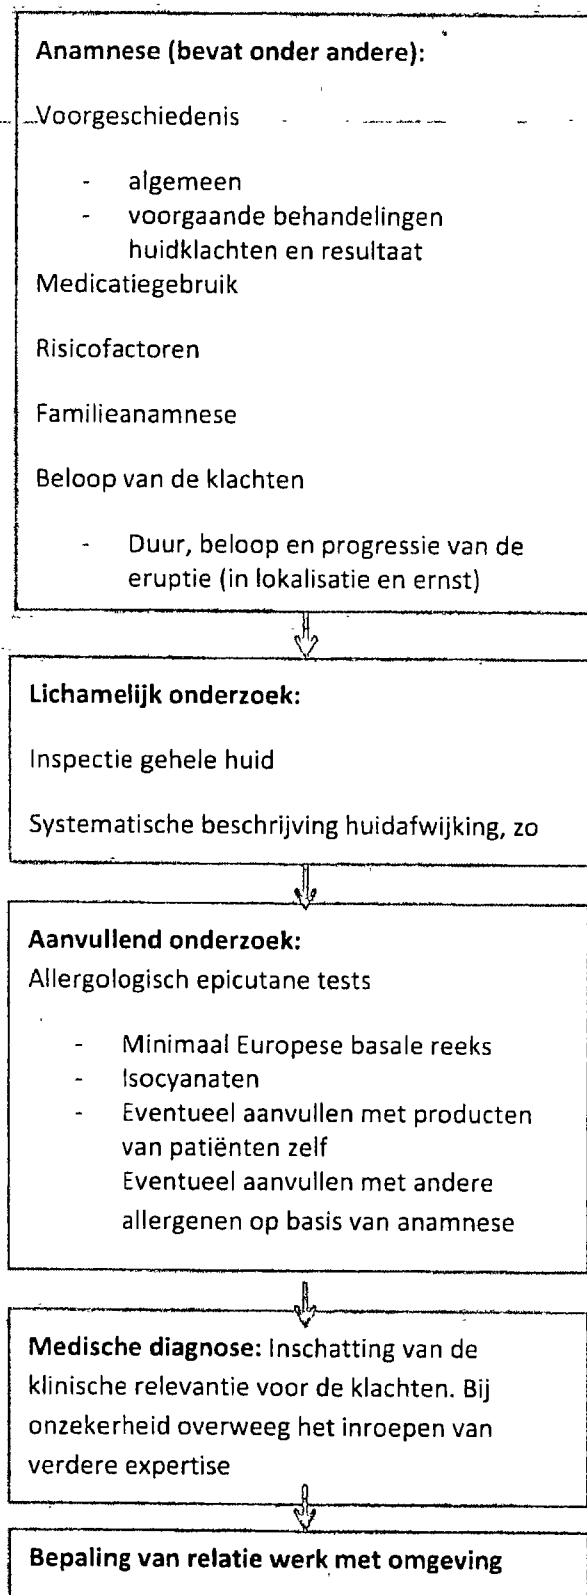 Anamnese (bevat onder andere):
Voorgeschiedenis
- algemeen
- voorgaande behandelingen
huidklachten en resultaat
Medicatiegebruik
Risicofactoren
Familieanamnese
Beloop van de klachten
- Duur, beloop en progressie van de
eruptie (in lokalisatie en ernst)
Lichamelijk onderzoek:
Inspectie gehele huid
Systematische beschrijving huidafwijking, zo
Aanvullend onderzoek:
Allergologisch epicutane tests
- Minimaal Europese basale reeks
- Isocyanaten
- Eventueel aanvullen met producten
van patiënten zelf
Eventueel aanvullen met andere
allergenen op basis van anamnese
Medische diagnose: Inschatting van de
klinische relevantie voor de klachten. Bij
onzekerheid overweeg het inroepen van
verdere expertise
Bepaling van relatie werk met omgeving